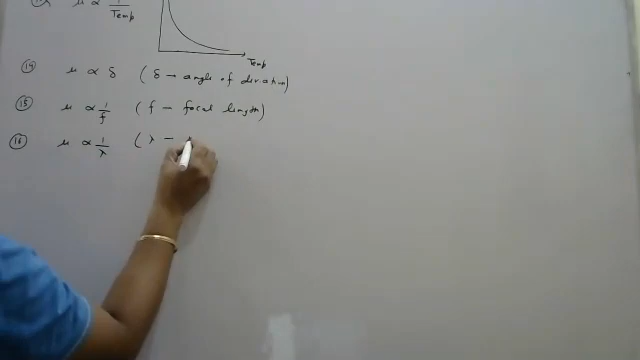 μ ∝ 1/Temp
Temp
(14) μ ∝ δ (δ – angle of deviation)
(15) μ ∝ 1/f (f – focal length)
(16) μ ∝ 1/λ (λ –